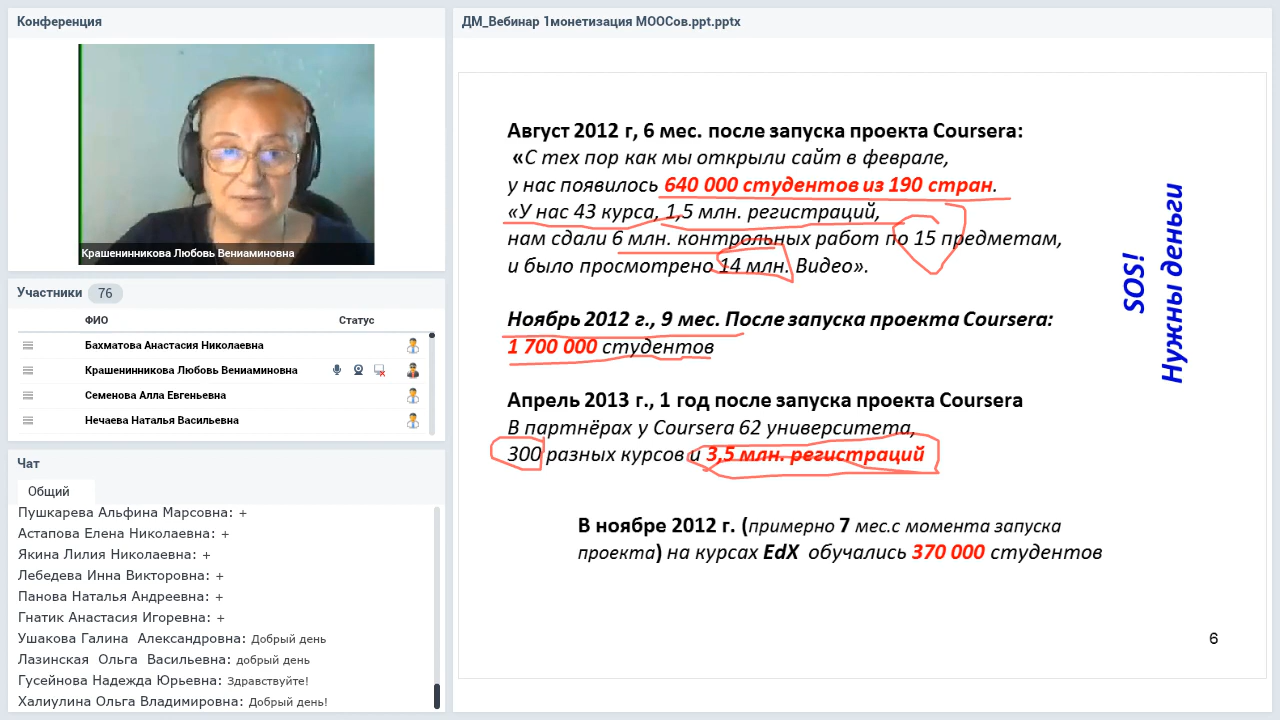 Конференция
Крашенинникова Любовь Вениаминовна
Участники 76
ФИО Статус
Бахматова Анастасия Николаевна
Крашенинникова Любовь Вениаминовна
Семенова Алла Евгеньевна
Нечаева Наталья Васильевна
Чат
Общий
Пушкарева Альфина Марсовна: +
Астапова Елена Николаевна: +
Якина Лилия Николаевна: +
Лебедева Инна Викторовна: +
Панова Наталья Андреевна: +
Гнатик Анастасия Игоревна: +
Ушакова Галина Александровна: Добрый день
Лазинская Ольга Васильевна: добрый день
Гусейнова Надежда Юрьевна: Здравствуйте!
Халиулина Ольга Владимировна: Добрый день!
ДМ_Вебинар 1монетизация МООСов.ppt.pptx
Август 2012 г, 6 мес. после запуска проекта Coursera:
«С тех пор как мы открыли сайт в феврале,
у нас появилось 640 000 студентов из 190 стран.
«У нас 43 курса, 1,5 млн. регистраций,
нам сдали 6 млн. контрольных работ по 15 предметам,
и было просмотрено 14 млн. Видео».
Ноябрь 2012 г., 9 мес. После запуска проекта Coursera:
1 700 000 студентов
Апрель 2013 г., 1 год после запуска проекта Coursera
В партнёрах у Coursera 62 университета,
300 разных курсов и 3,5 млн. регистраций
В ноябре 2012 г. (примерно 7 мес.с момента запуска
проекта) на курсах EdX обучались 370 000 студентов
SOS!
Нужны деньги
6